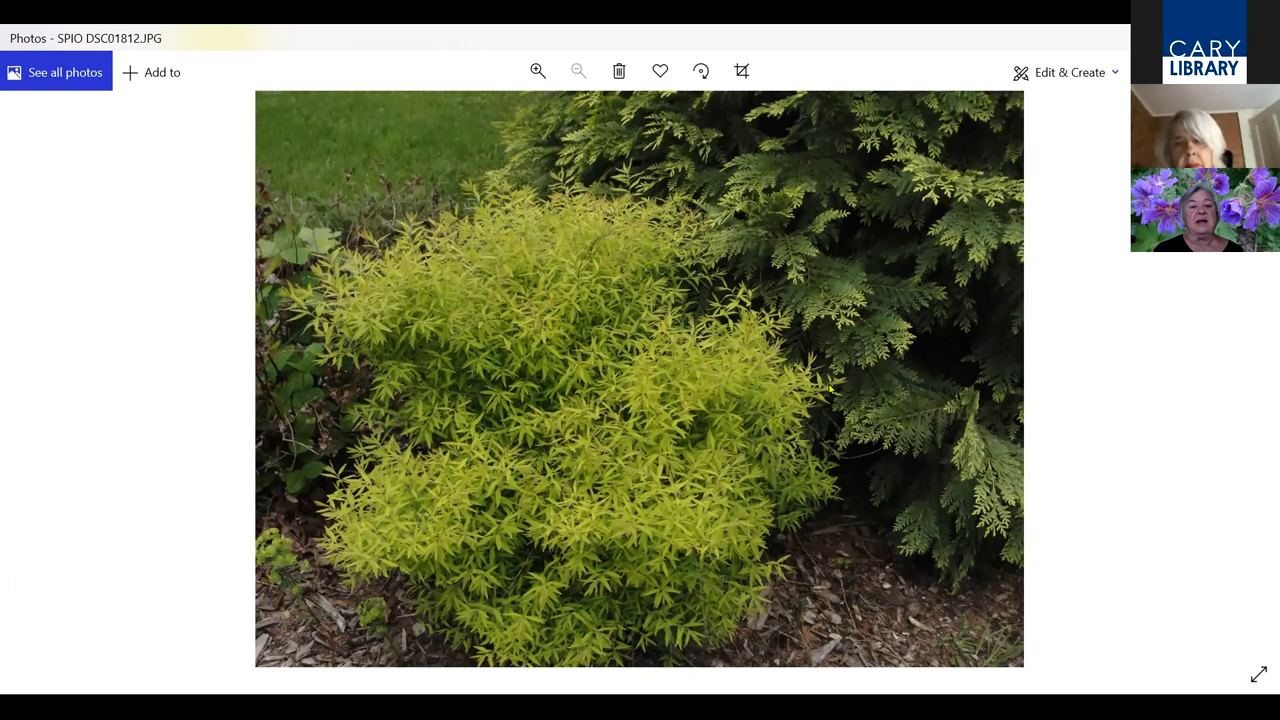 Photos - SPIO DSC01812.JPG
See all photos
Add to
Edit & Create
CARY
LIBRARY